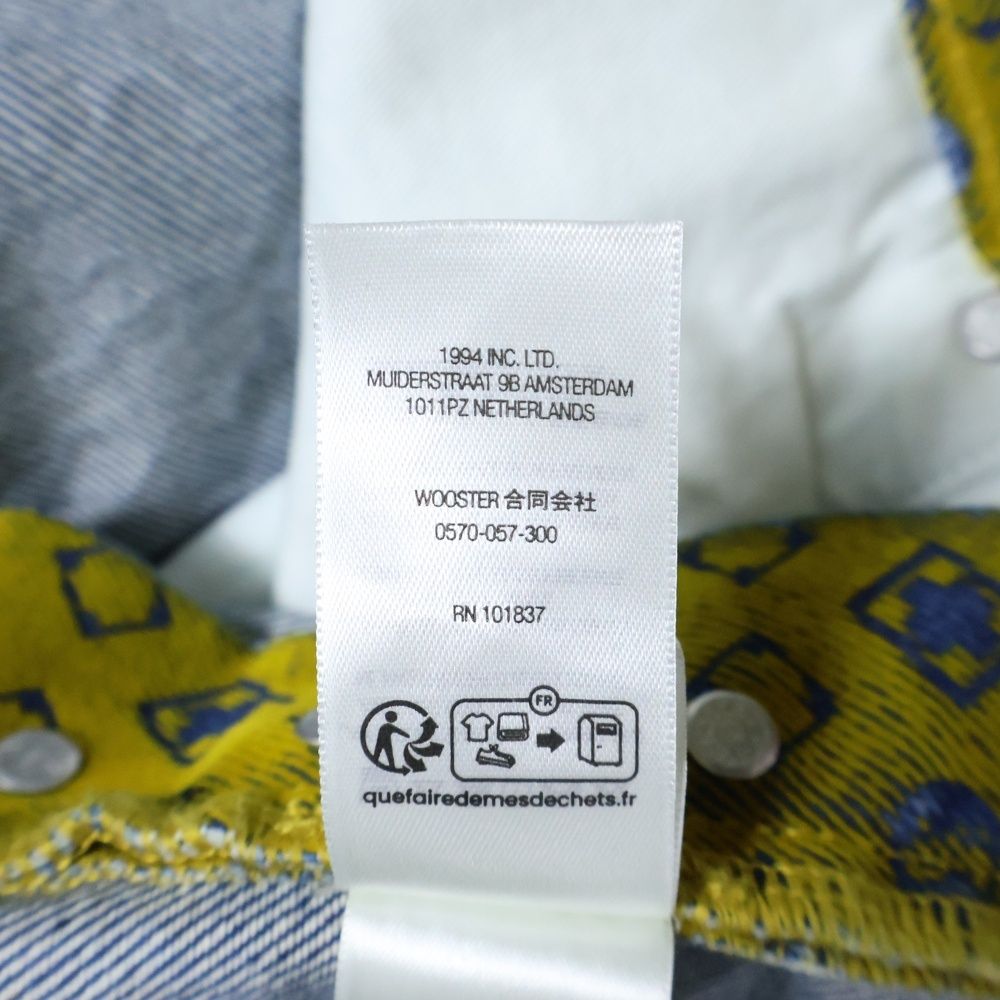 1994 INC. LTD.
MUIDERSTRAAT 9B AMSTERDAM
1011PZ NETHERLANDS
WOOSTER 合同会社
0570-057-300
RN 101837
FR
quefairedemesdechets.fr